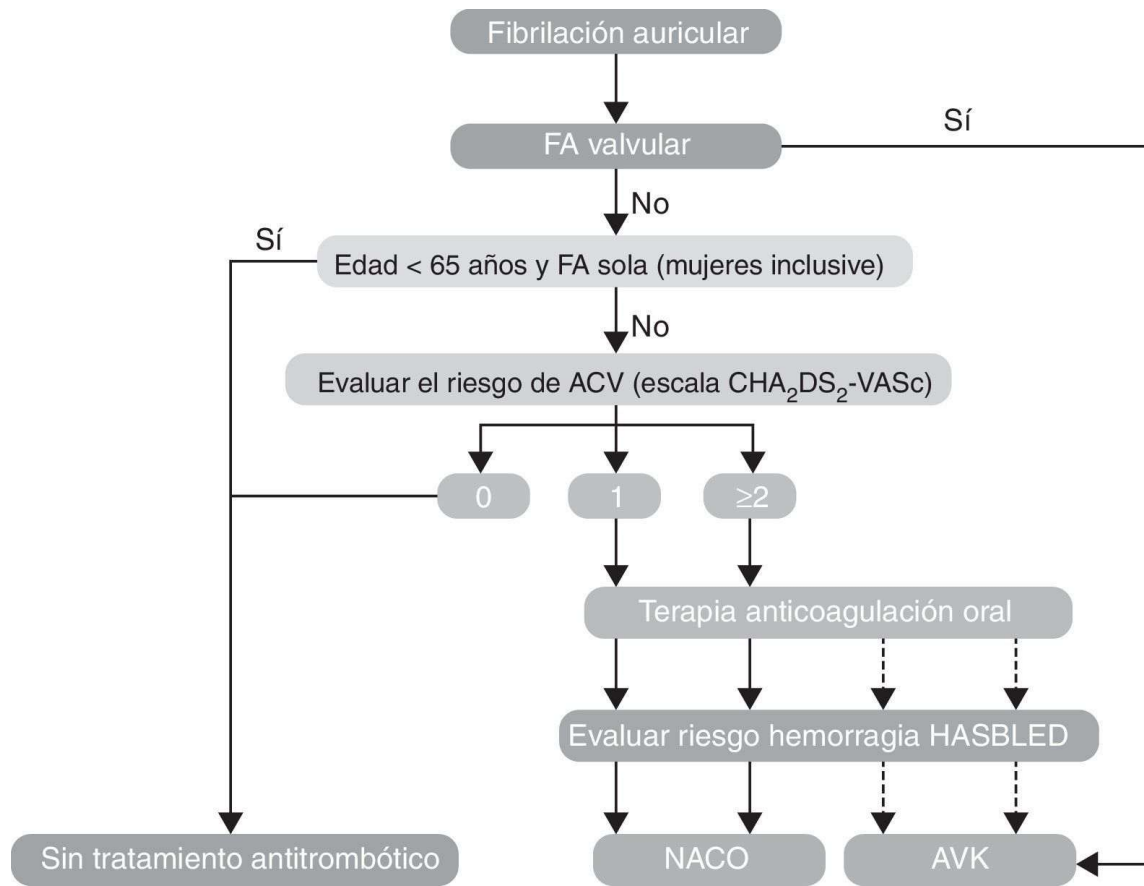 Fibrilación auricular
Sí
FA valvular
No
Sí
Edad < 65 años y FA sola (mujeres inclusive)
No
Evaluar el riesgo de ACV (escala CHA₂DS₂-VASc)
0
1
≥2
Terapia anticoagulación oral
Evaluar riesgo hemorragia HASBLED
Sin tratamiento antitrombótico
NACO
AVK